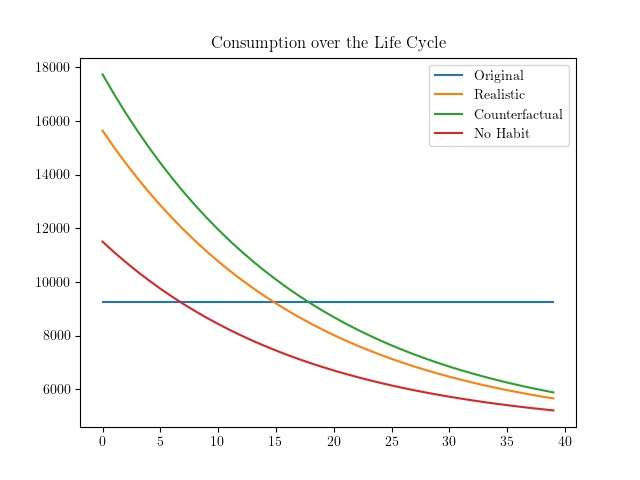 Consumption over the Life Cycle
18000
16000
14000
12000
10000
8000
6000
Original
Realistic
Counterfactual
No Habit
0 5 10 15 20 25 30 35 40